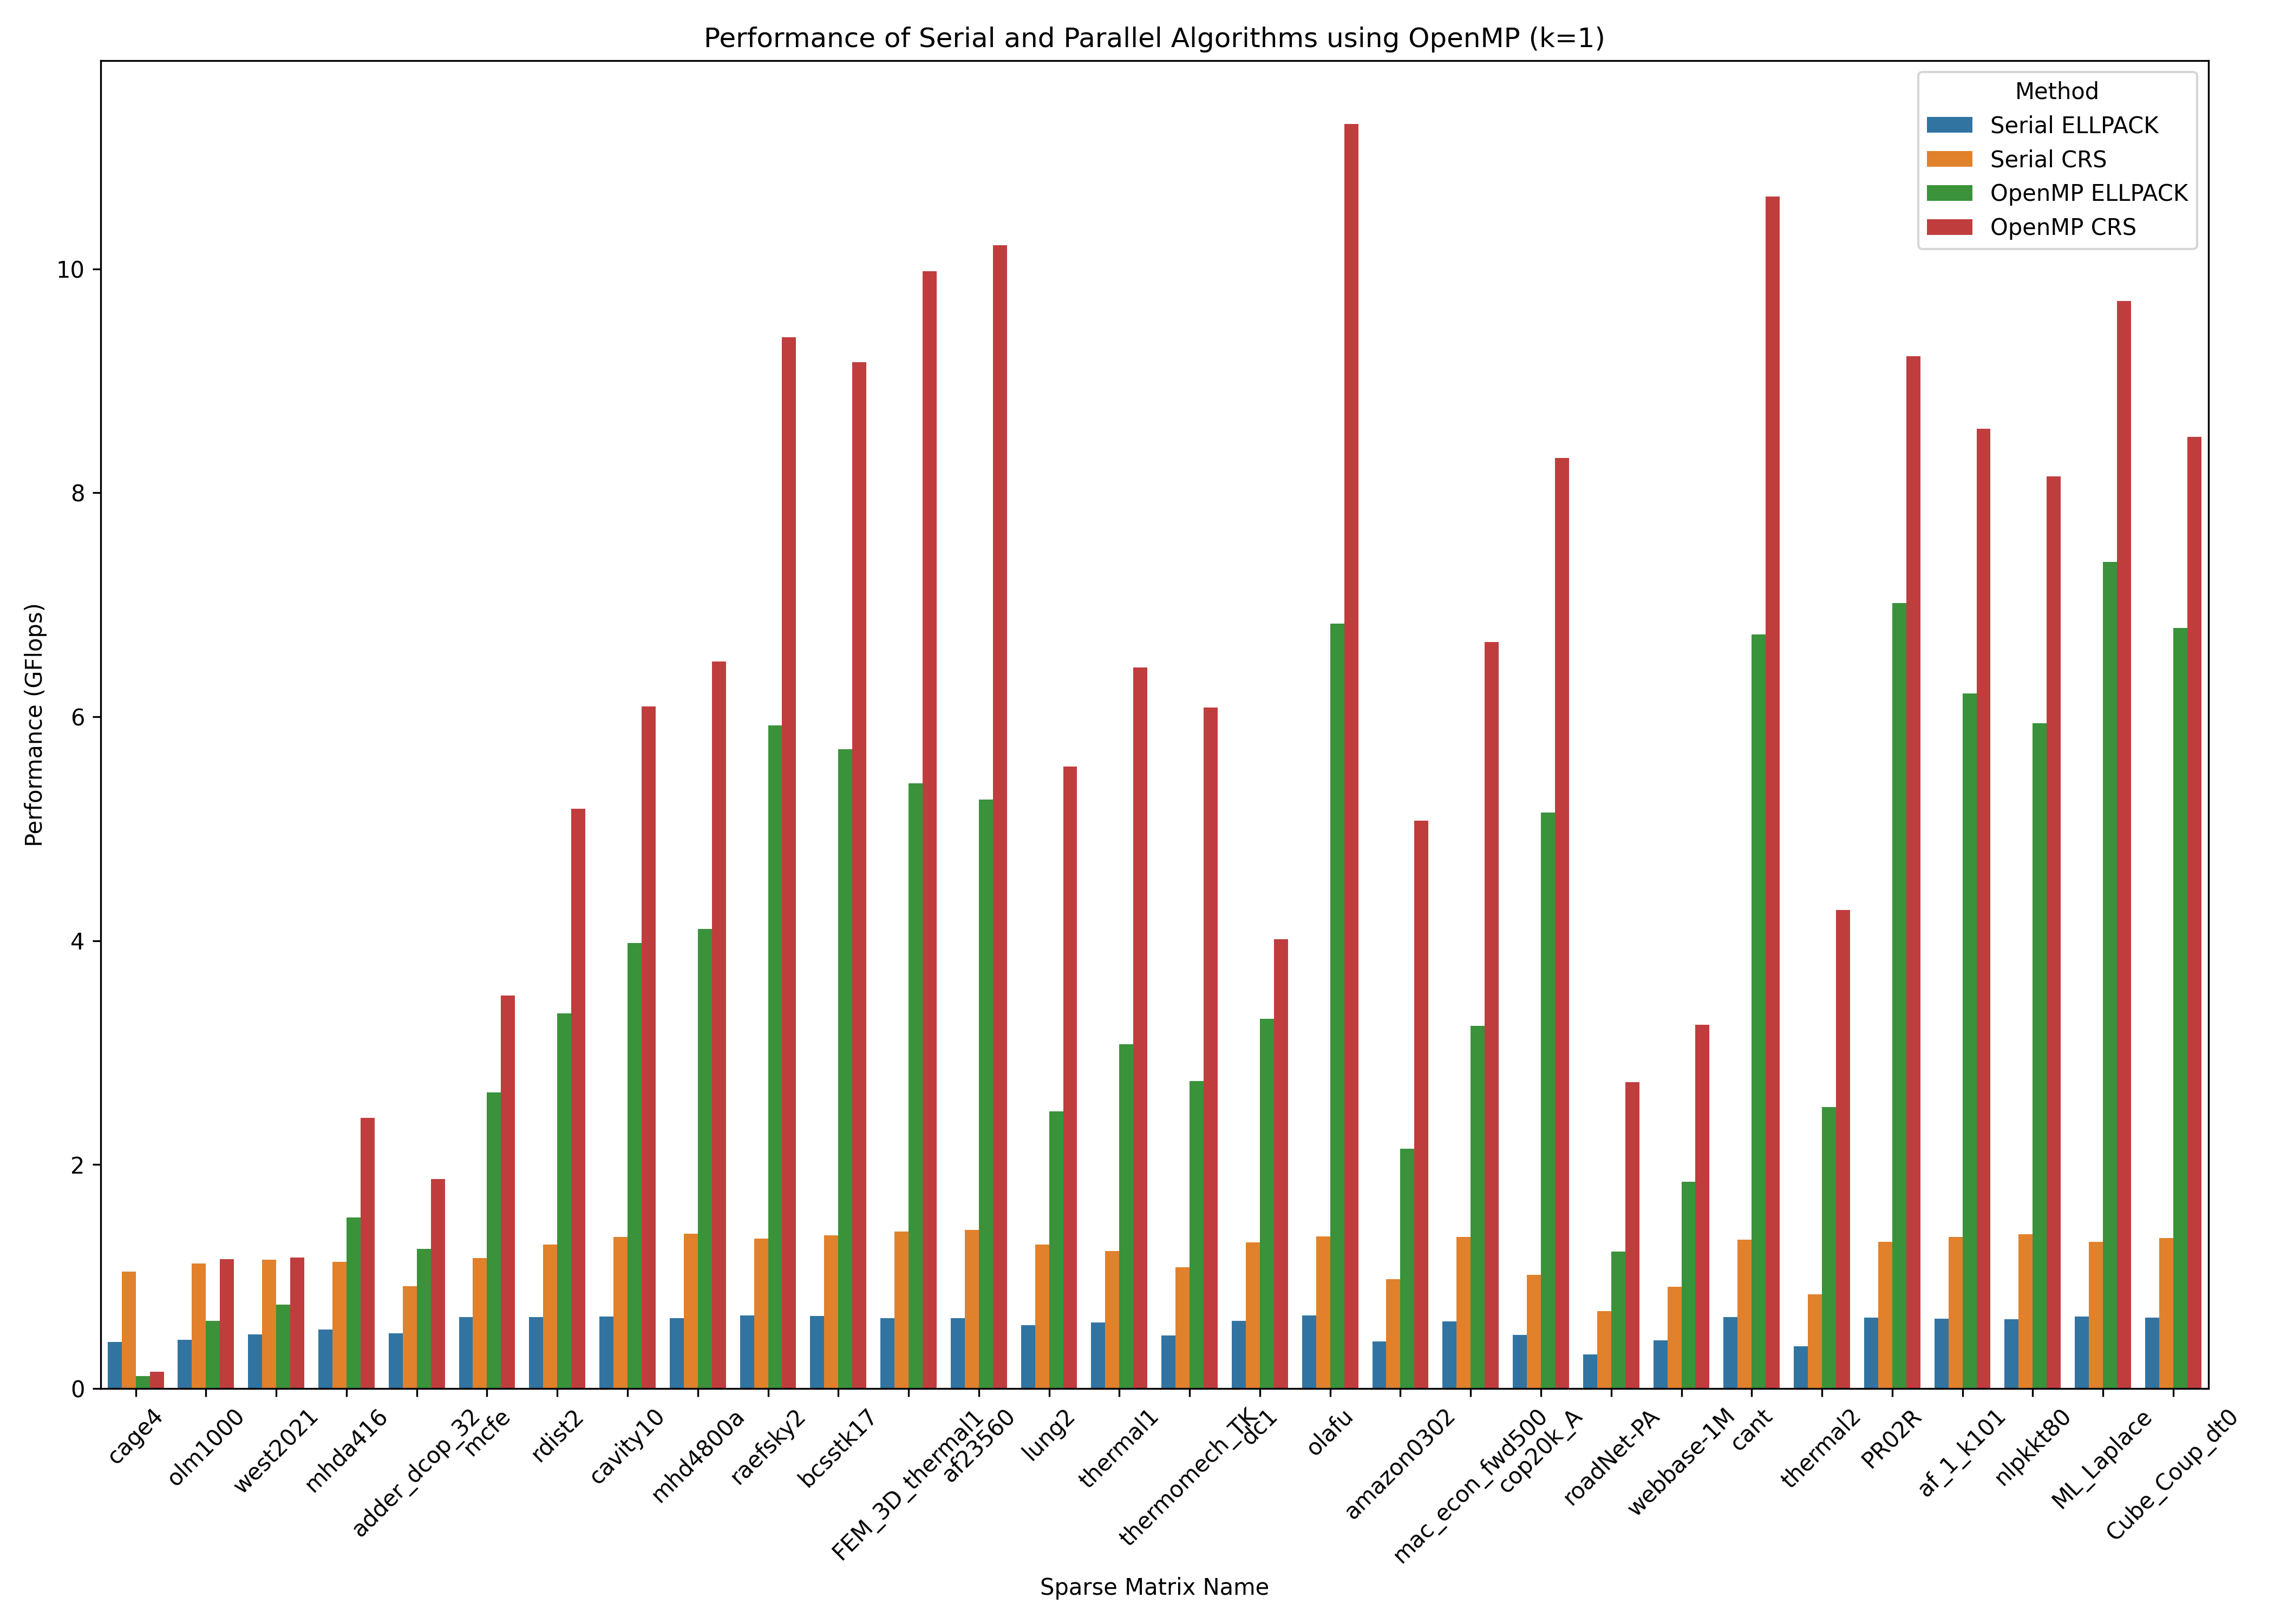 Performance of Serial and Parallel Algorithms using OpenMP (k=1)
Method
Serial ELLPACK
Serial CRS
OpenMP ELLPACK
OpenMP CRS
Performance (GFlops)
10
8
6
4
2
0
cage4
olm1000
west2021
mhda416
adder_dcop_32
mcfe
rdist2
cavity10
mhd4800a
raefsky2
bcsstk17
FEM_3D_thermal1
af23560
lung2
thermal1
thermomech_TK
dc1
olafu
amazon0302
mac_econ_fwd500
cop20k_A
roadNet-PA
webbase-1M
cant
thermal2
PR02R
af_1_k101
nlpkkt80
ML_Laplace
Cube_Coup_dt0
Sparse Matrix Name